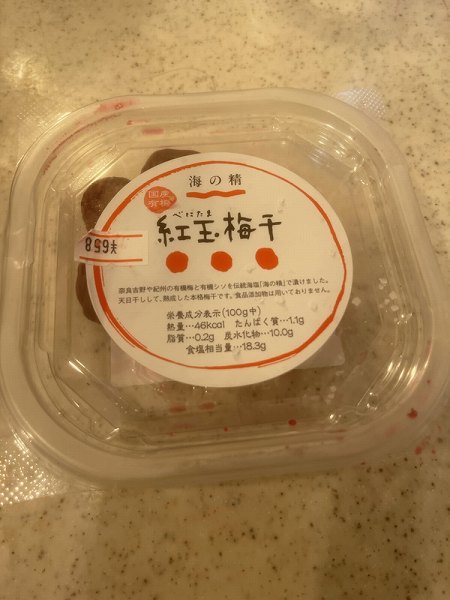 海の精
国産
有機
べにたま
紅玉梅干
奈良吉野や紀州の有機梅と有機シソを伝統海塩「海の精」で漬けました。
天日干しして、熟成した本格梅干です。食品添加物は用いておりません。
栄養成分表示(100g中)
熱量…46kcal たんぱく質…1.1g
脂質…0.2g 炭水化物…10.0g
食塩相当量…18.3g
¥658